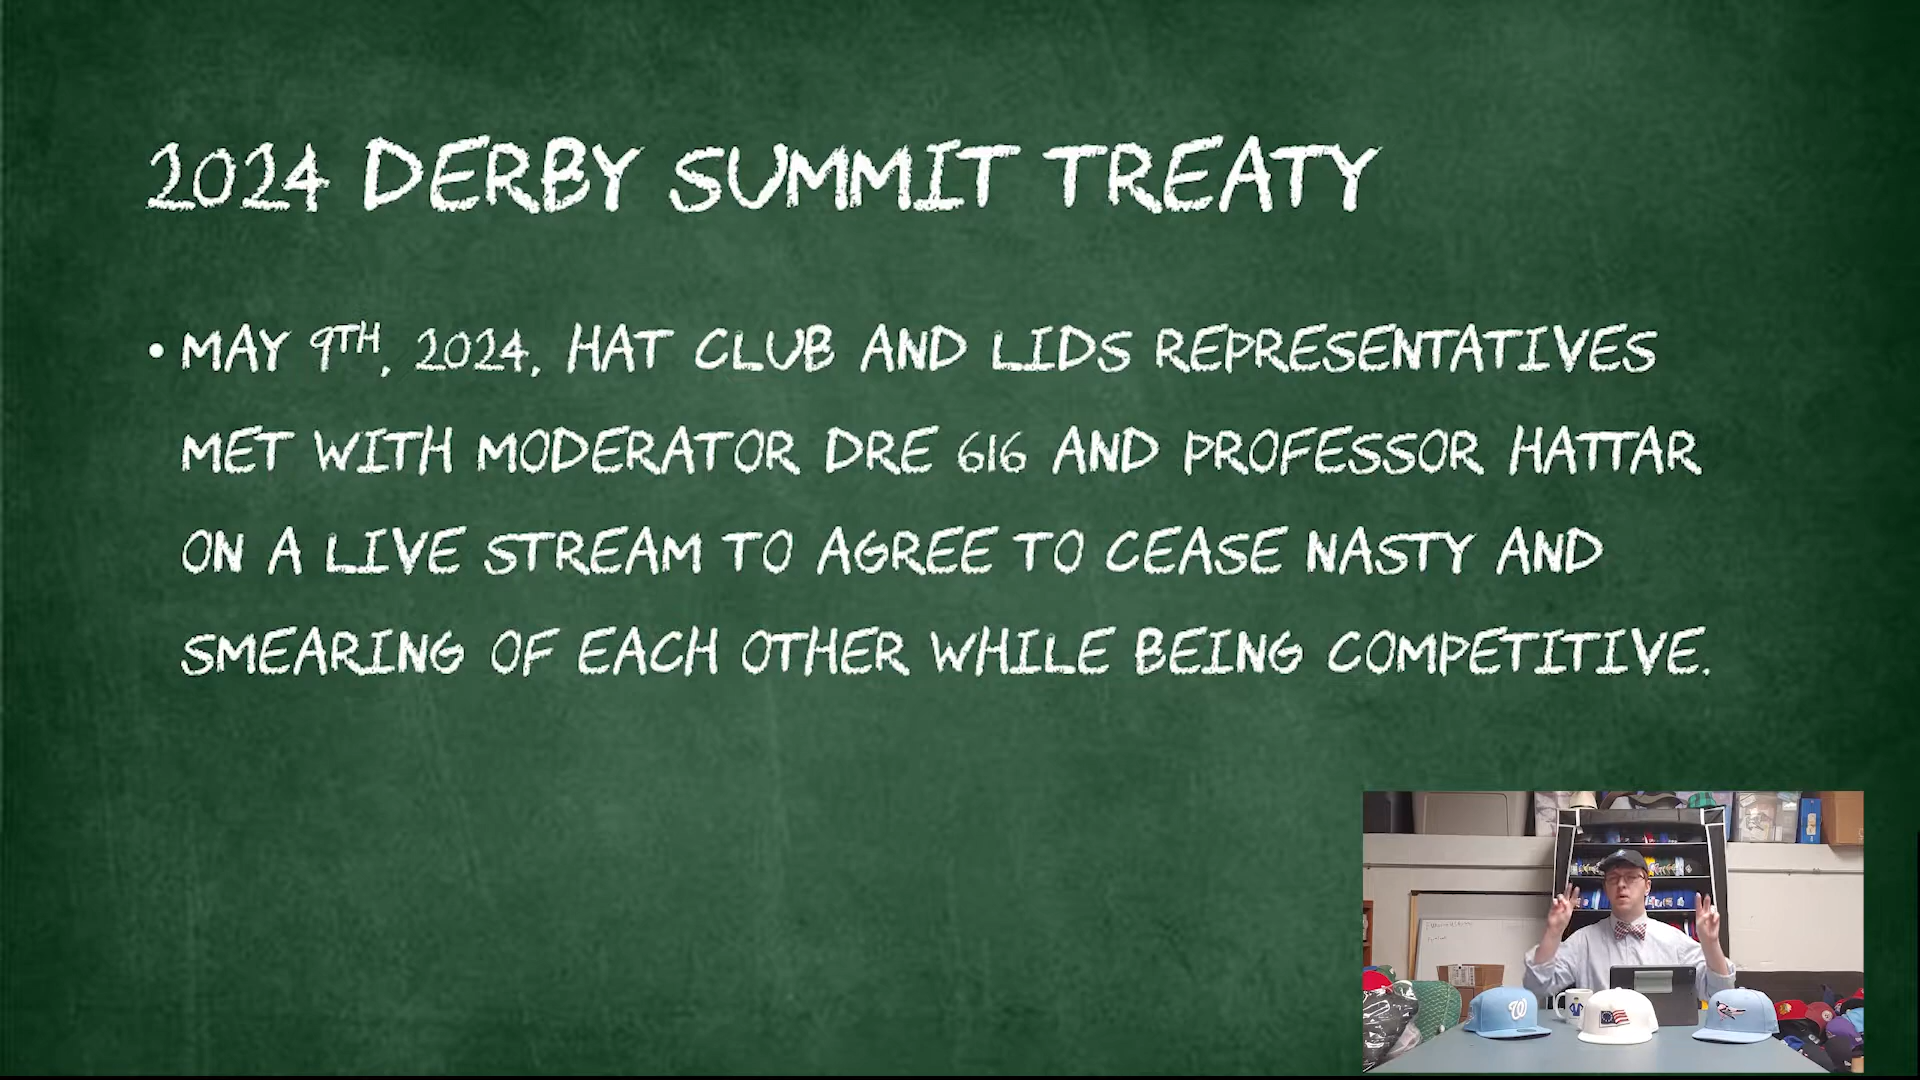 2024 DERBY SUMMIT TREATY
• MAY 9TH, 2024, HAT CLUB AND LIDS REPRESENTATIVES
MET WITH MODERATOR DRE 616 AND PROFESSOR HATTAR
ON A LIVE STREAM TO AGREE TO CEASE NASTY AND
SMEARING OF EACH OTHER WHILE BEING COMPETITIVE.
W